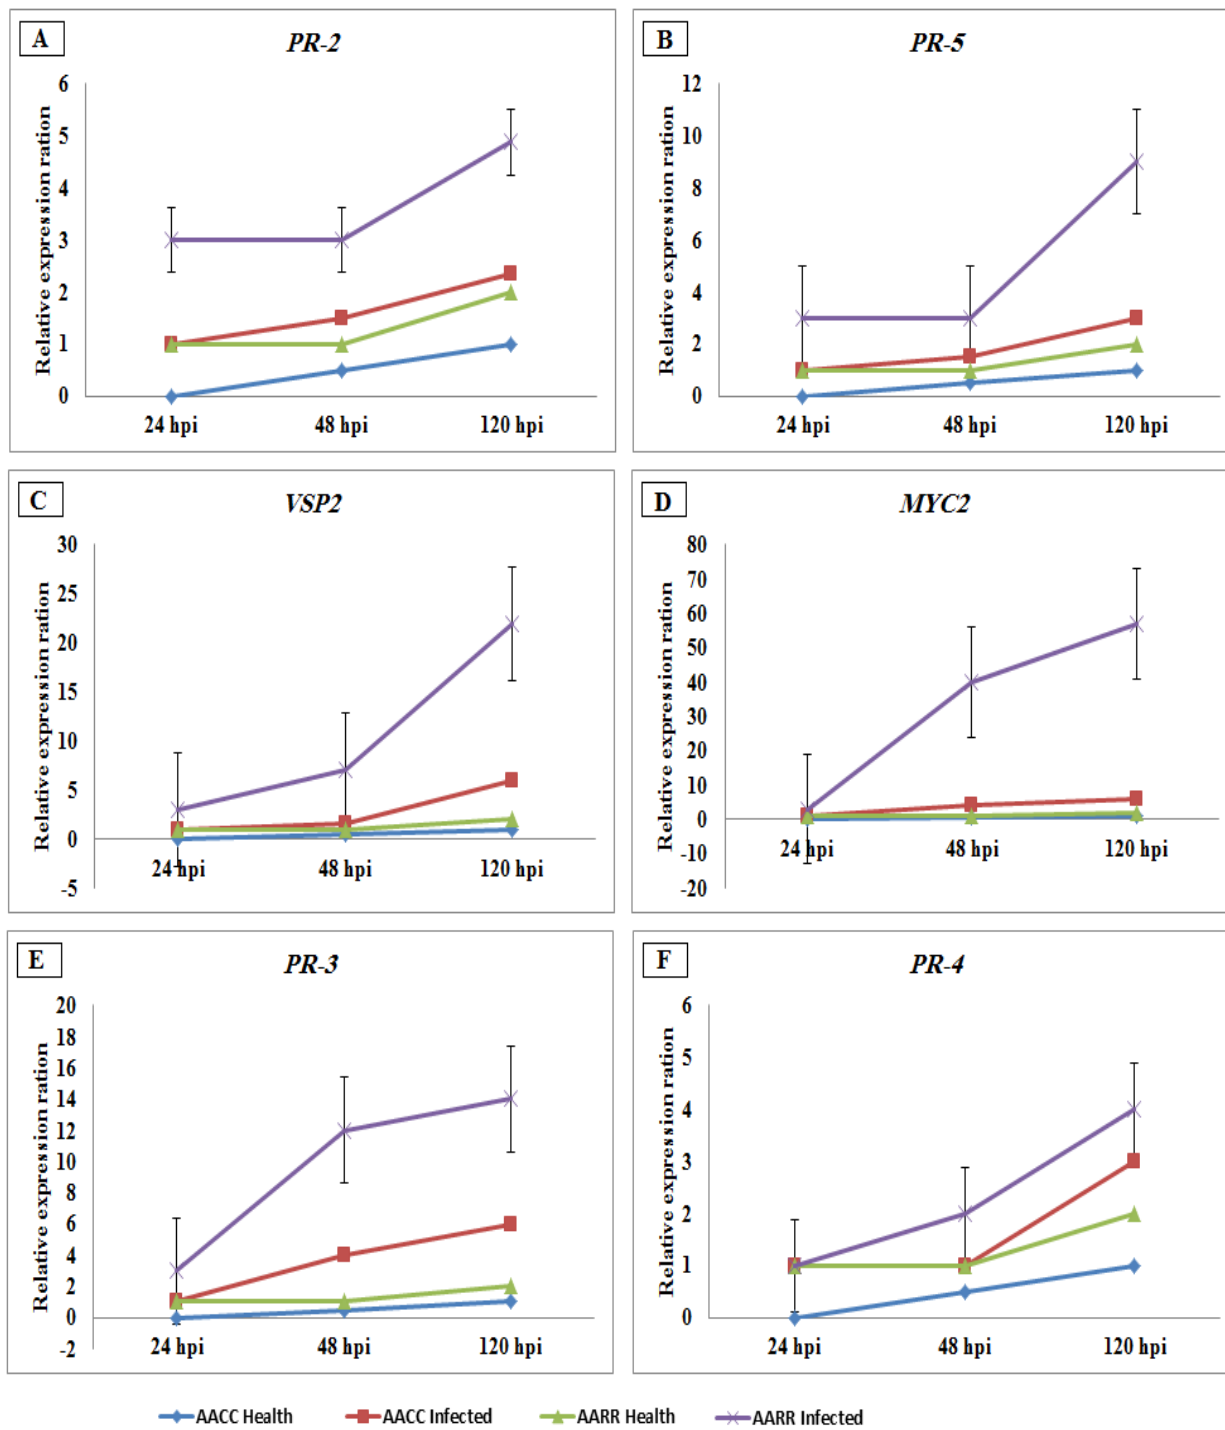 A
PR-2
Relative expression ration
6
5
4
3
2
1
0
24 hpi 48 hpi 120 hpi
B
PR-5
Relative expression ration
12
10
8
6
4
2
0
24 hpi 48 hpi 120 hpi
C
VSP2
Relative expression ration
30
25
20
15
10
5
0
-5
24 hpi 48 hpi 120 hpi
D
MYC2
Relative expression ration
80
70
60
50
40
30
20
10
0
-10
-20
24 hpi 48 hpi 120 hpi
E
PR-3
Relative expression ration
20
18
16
14
12
10
8
6
4
2
0
-2
24 hpi 48 hpi 120 hpi
F
PR-4
Relative expression ration
6
5
4
3
2
1
0
24 hpi 48 hpi 120 hpi
AACC Health AACC Infected AARR Health AARR Infected